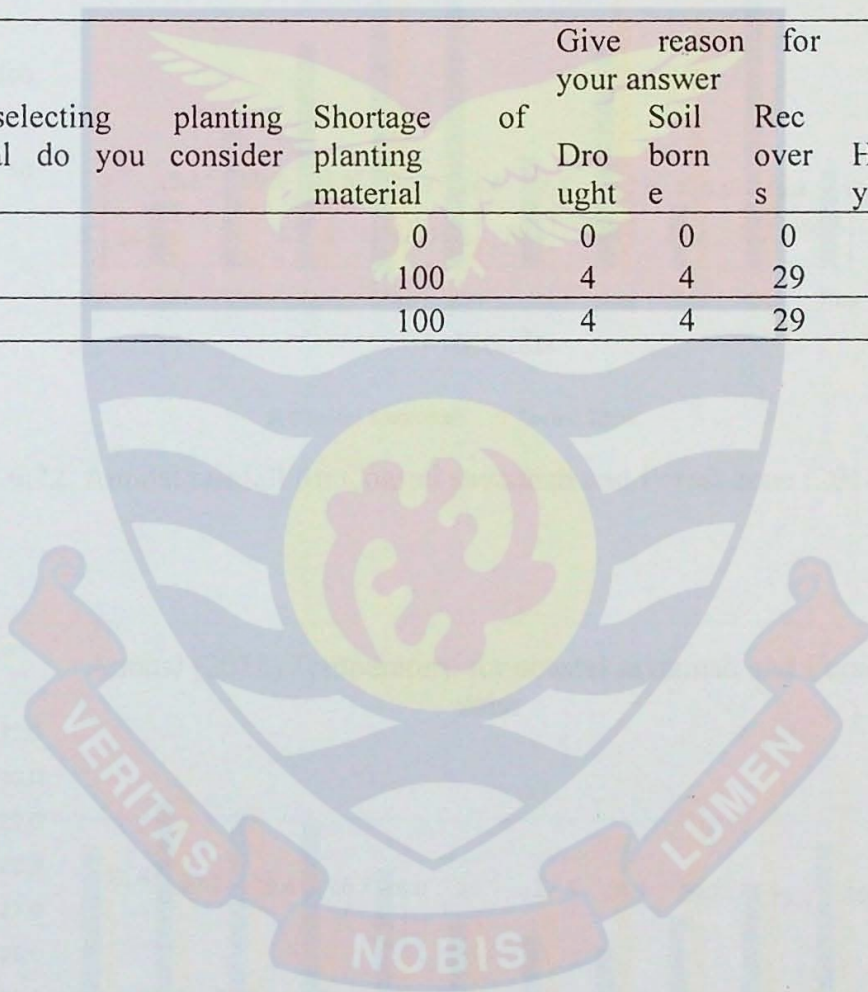 Give reason for
your answer
selecting planting Shortage of Soil Rec
al do you consider planting Dro born over H
material ught e s y
0 0 0 0
100 4 4 29
100 4 4 29
VERITAS
NOBIS
LUMEN